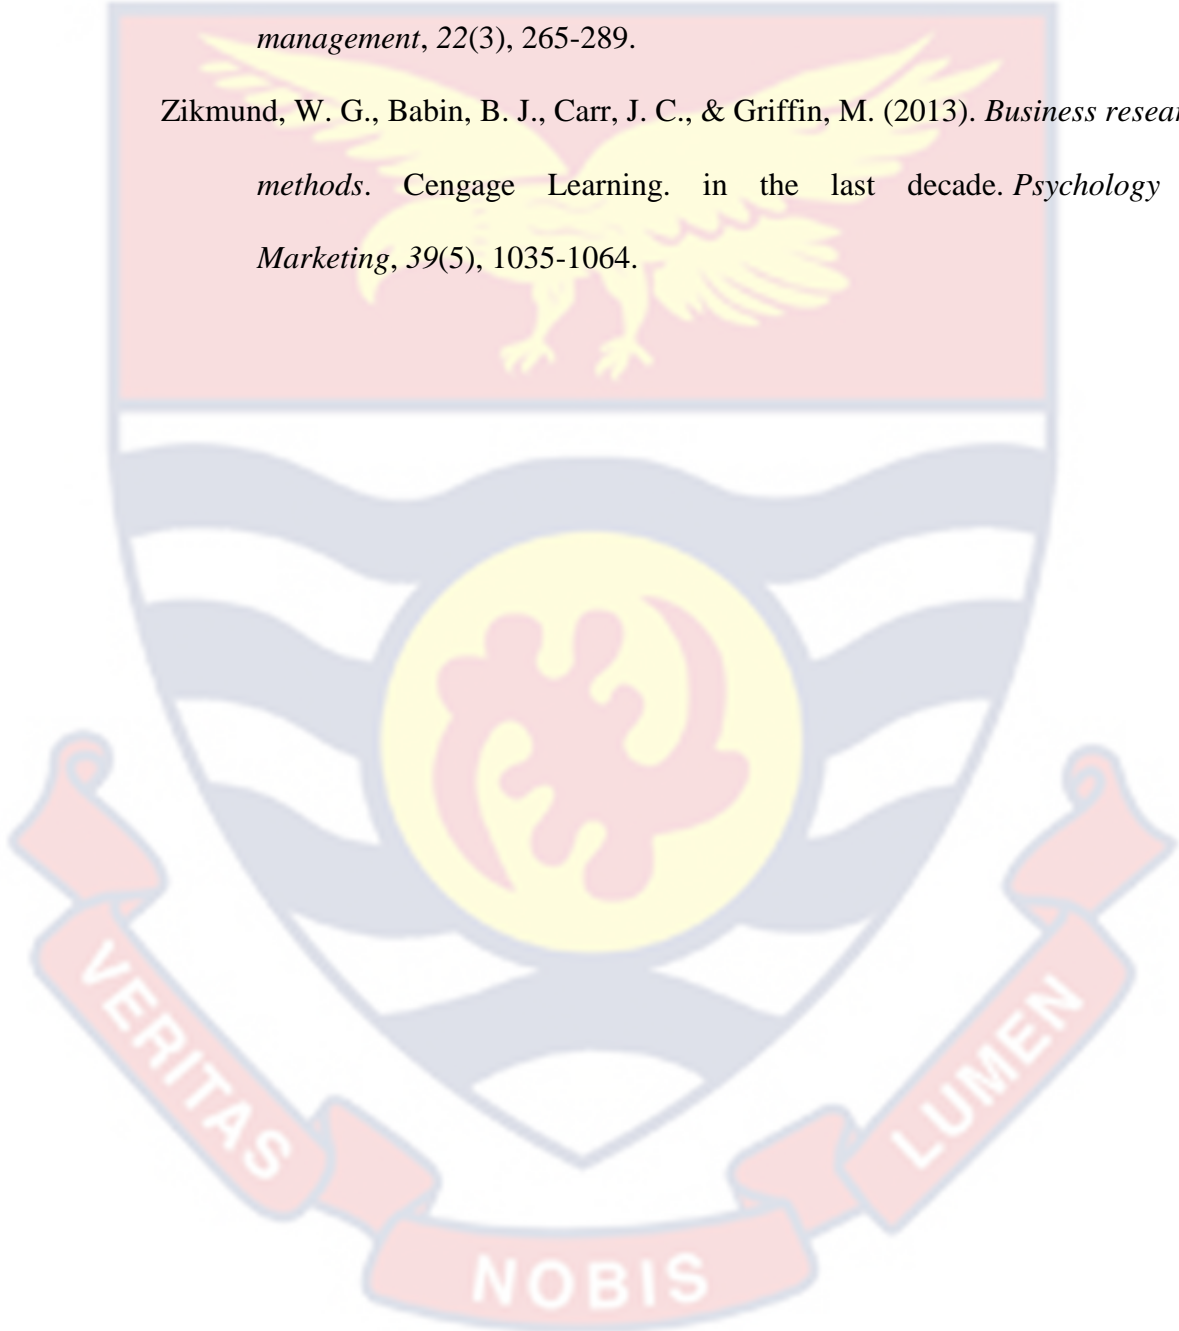 management, 22(3), 265-289.
Zikmund, W. G., Babin, B. J., Carr, J. C., & Griffin, M. (2013). Business resear
methods. Cengage Learning. in the last decade. Psychology
Marketing, 39(5), 1035-1064.
VERITAS
NOBIS
LUMEN